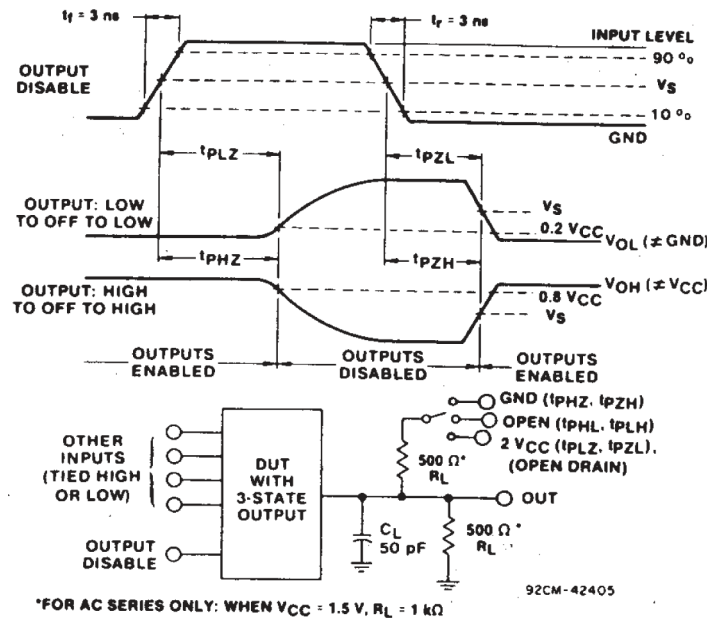 tf = 3 ns
tr = 3 ns
INPUT LEVEL
90 %
OUTPUT
DISABLE
VS
10 %
GND
tPLZ
tPZL
OUTPUT: LOW
TO OFF TO LOW
VS
0.2 VCC
VOL (≠ GND)
tPHZ
tPZH
OUTPUT: HIGH
TO OFF TO HIGH
VOH (≠ VCC)
0.8 VCC
VS
OUTPUTS
ENABLED
OUTPUTS
DISABLED
OUTPUTS
ENABLED
GND (tPHZ, tPZH)
OPEN (tPHL, tPLH)
2 VCC (tPLZ, tPZL),
(OPEN DRAIN)
OTHER
INPUTS
(TIED HIGH
OR LOW)
DUT
WITH
3-STATE
OUTPUT
500 Ω*
RL
OUT
CL
50 pF
500 Ω*
RL
OUTPUT
DISABLE
92CM-42405
*FOR AC SERIES ONLY: WHEN VCC = 1.5 V, RL = 1 kΩ